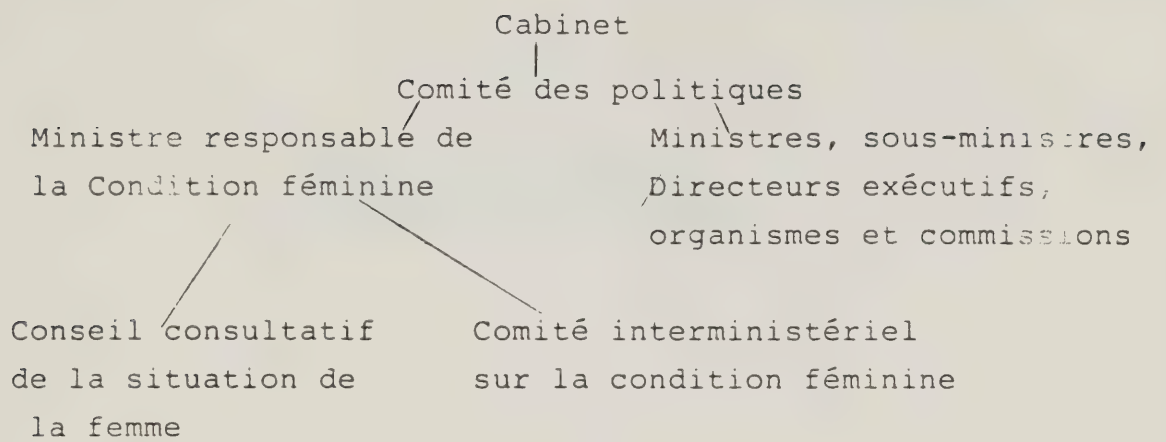 Cabinet
Comité des politiques
Ministre responsable de
la Condition féminine
Ministres, sous-ministres,
Directeurs exécutifs,
organismes et commissions
Conseil consultatif
de la situation de
la femme
Comité interministériel
sur la condition féminine